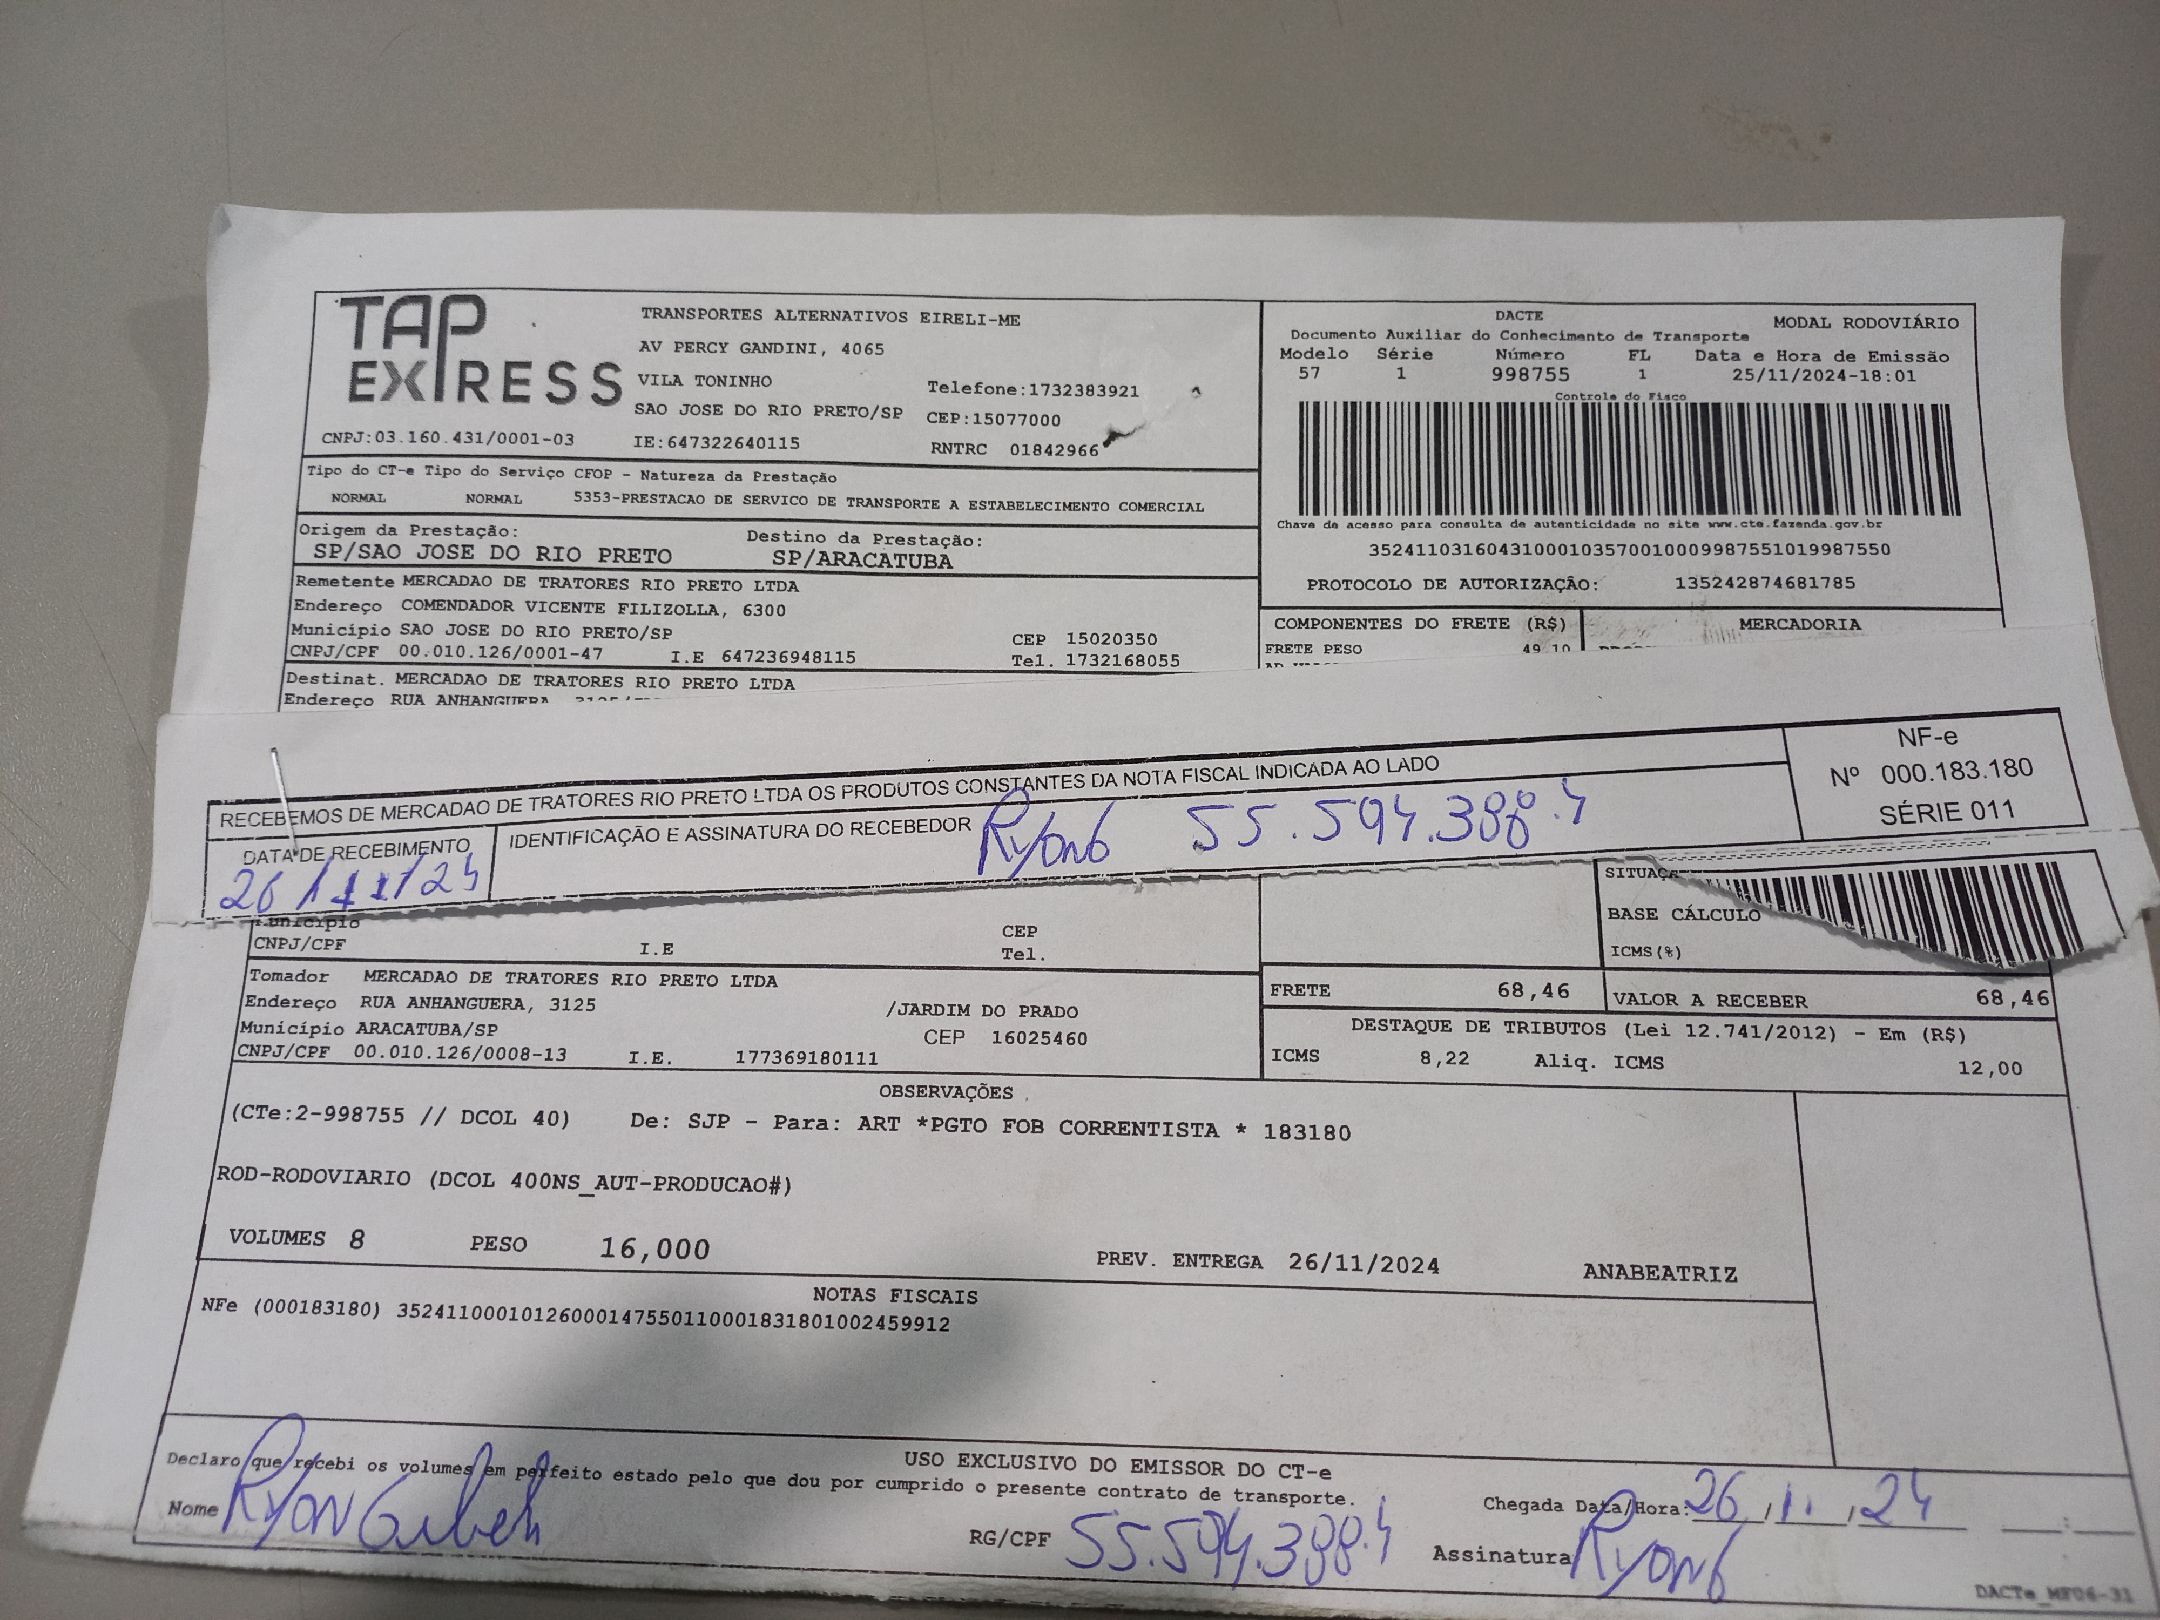 TAP EXPRESS
TRANSPORTES ALTERNATIVOS EIRELI-ME
AV PERCY GANDINI, 4065
VILA TONINHO Telefone:1732383921
SAO JOSE DO RIO PRETO/SP CEP:15077000
CNPJ:03.160.431/0001-03 IE:647322640115 RNTRC 01842966
DACTE
MODAL RODOVIÁRIO
Documento Auxiliar do Conhecimento de Transporte
Modelo Série Número FL Data e Hora de Emissão
57 1 998755 1 25/11/2024-18:01
Controle do Fisco
Chave de acesso para consulta de autenticidade no site www.cte.fazenda.gov.br
35241103160431000103570010009987551019987550
PROTOCOLO DE AUTORIZAÇÃO: 135242874681785
Tipo do CT-e Tipo do Serviço CFOP - Natureza da Prestação
NORMAL NORMAL 5353-PRESTACAO DE SERVICO DE TRANSPORTE A ESTABELECIMENTO COMERCIAL
Origem da Prestação: Destino da Prestação:
SP/SAO JOSE DO RIO PRETO SP/ARACATUBA
Remetente MERCADAO DE TRATORES RIO PRETO LTDA
Endereço COMENDADOR VICENTE FILIZOLLA, 6300
Município SAO JOSE DO RIO PRETO/SP CEP 15020350
CNPJ/CPF 00.010.126/0001-47 I.E 647236948115 Tel. 1732168055
Destinat. MERCADAO DE TRATORES RIO PRETO LTDA
Endereço RUA ANHANGUERA
COMPONENTES DO FRETE (R$) MERCADORIA
FRETE PESO 49,10
RECEBEMOS DE MERCADAO DE TRATORES RIO PRETO LTDA OS PRODUTOS CONSTANTES DA NOTA FISCAL INDICADA AO LADO
NF-e
Nº 000.183.180
SÉRIE 011
DATA DE RECEBIMENTO IDENTIFICAÇÃO E ASSINATURA DO RECEBEDOR
26/11/24 55.594.388.4
Município CEP
CNPJ/CPF I.E Tel.
BASE CÁLCULO
ICMS(%)
Tomador MERCADAO DE TRATORES RIO PRETO LTDA
Endereço RUA ANHANGUERA, 3125 /JARDIM DO PRADO
Município ARACATUBA/SP CEP 16025460
CNPJ/CPF 00.010.126/0008-13 I.E. 177369180111
FRETE 68,46 VALOR A RECEBER 68,46
DESTAQUE DE TRIBUTOS (Lei 12.741/2012) - Em (R$)
ICMS 8,22 Aliq. ICMS 12,00
OBSERVAÇÕES
(CTe:2-998755 // DCOL 40) De: SJP - Para: ART *PGTO FOB CORRENTISTA * 183180
ROD-RODOVIARIO (DCOL 400NS_AUT-PRODUCAO#)
VOLUMES 8 PESO 16,000 PREV. ENTREGA 26/11/2024 ANABEATRIZ
NOTAS FISCAIS
NFe (000183180) 35241100010126000147550110001831801002459912
USO EXCLUSIVO DO EMISSOR DO CT-e
Declaro que recebi os volumes em perfeito estado pelo que dou por cumprido o presente contrato de transporte.
Chegada Data/Hora: 26/11/24 :
Nome Ryan RG/CPF 55.594.388.4 Assinatura
DACTe_MF06-31